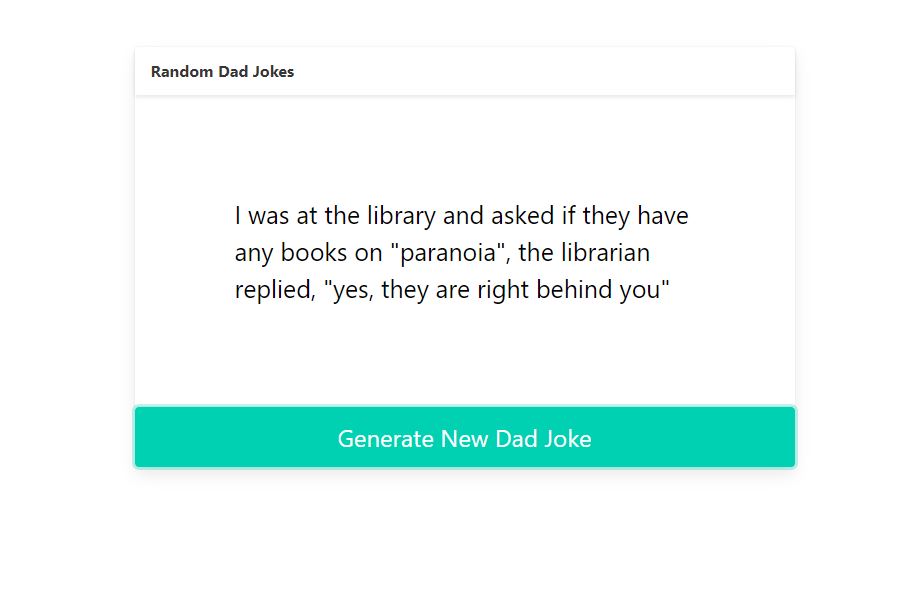 Random Dad Jokes
I was at the library and asked if they have
any books on "paranoia", the librarian
replied, "yes, they are right behind you"
Generate New Dad Joke